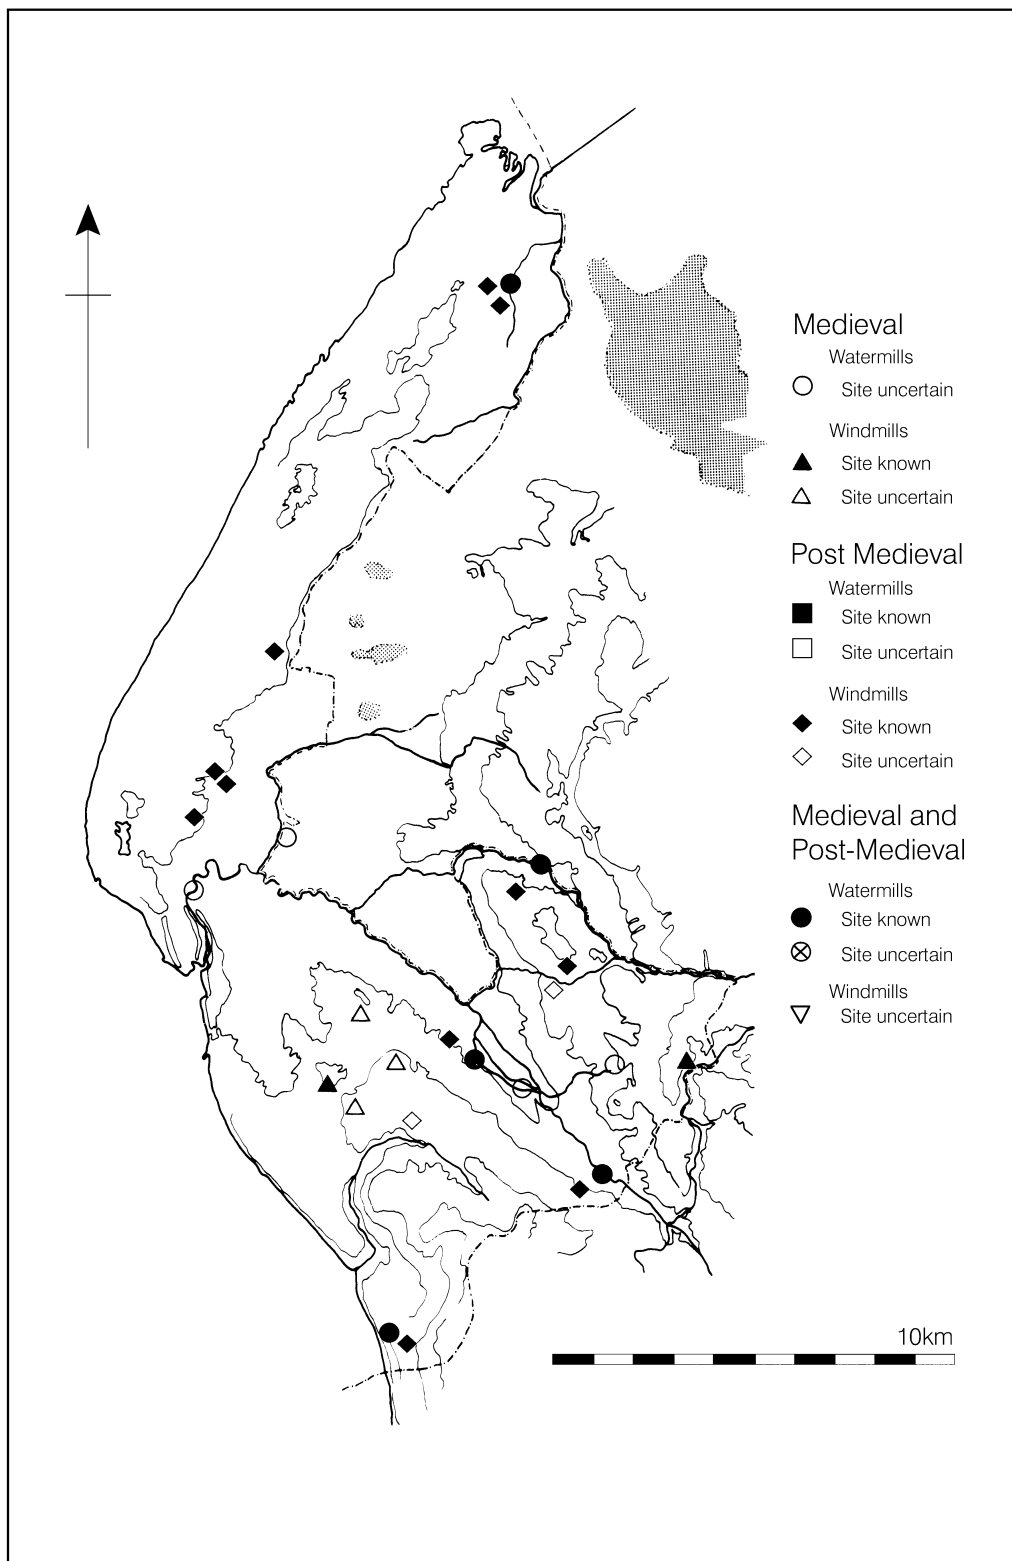 Medieval
Watermills
Site uncertain
Windmills
Site known
Site uncertain
Post Medieval
Watermills
Site known
Site uncertain
Windmills
Site known
Site uncertain
Medieval and
Post-Medieval
Watermills
Site known
Site uncertain
Windmills
Site uncertain
10km